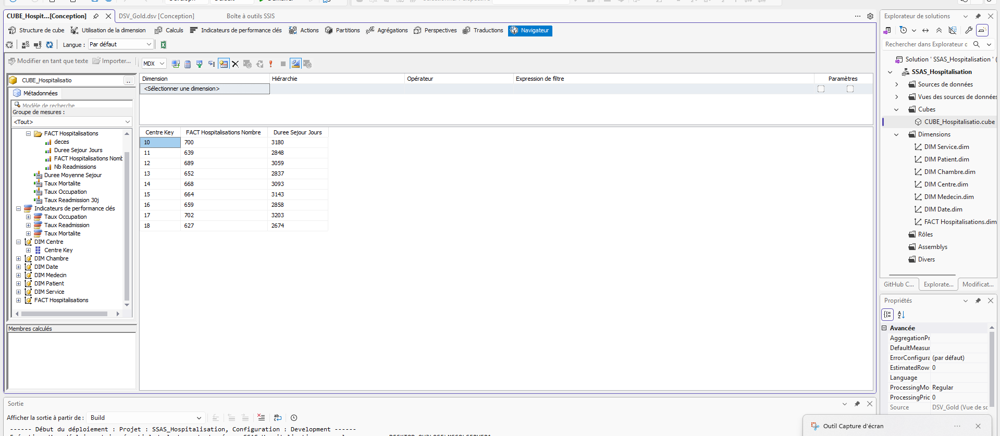 CUBE_Hospit...[Conception]
DSV_Gold.dsv [Conception]
Boîte à outils SSIS
Structure de cube
Utilisation de la dimension
Calculs
Indicateurs de performance clés
Actions
Partitions
Agrégations
Perspectives
Traductions
Navigateur
Langue : Par défaut
Modifier en tant que texte
Importer...
MDX
CUBE_Hospitalisatio
..
Métadonnées
Modèle de recherche
Groupe de mesures :
<Tout>
FACT Hospitalisations
deces
Duree Sejour Jours
FACT Hospitalisations Nomb
Nb Readmissions
Duree Moyenne Sejour
Taux Mortalite
Taux Occupation
Taux Readmission 30j
Indicateurs de performance clés
Taux Occupation
Taux Readmission
Taux Mortalite
DIM Centre
Centre Key
DIM Chambre
DIM Date
DIM Medecin
DIM Patient
DIM Service
FACT Hospitalisations
Membres calculés
Dimension Hiérarchie Opérateur Expression de filtre Paramètres
<Sélectionner une dimension>
Centre Key FACT Hospitalisations Nombre Duree Sejour Jours
10 700 3180
11 639 2848
12 689 3059
13 652 2837
14 668 3093
15 664 3143
16 659 2858
17 702 3203
18 627 2674
Sortie
Afficher la sortie à partir de : Build
------ Début du déploiement : Projet : SSAS_Hospitalisation, Configuration : Development ------
Explorateur de solutions
Rechercher dans Explorateur d
Solution ' SSAS_Hospitalisation ' (
SSAS_Hospitalisation
Sources de données
Vues des sources de données
Cubes
CUBE_Hospitalisatio.cube
Dimensions
DIM Service.dim
DIM Patient.dim
DIM Chambre.dim
DIM Centre.dim
DIM Medecin.dim
DIM Date.dim
FACT Hospitalisations.dim
Rôles
Assemblys
Divers
GitHub C...
Explorate...
Modificat...
Propriétés
Avancée
AggregationPr
DefaultMeasur
ErrorConfigura (par défaut)
EstimatedRow 0
Language
ProcessingMo Regular
ProcessingPric 0
Source DSV_Gold (Vue de sc
Outil Capture d'écran